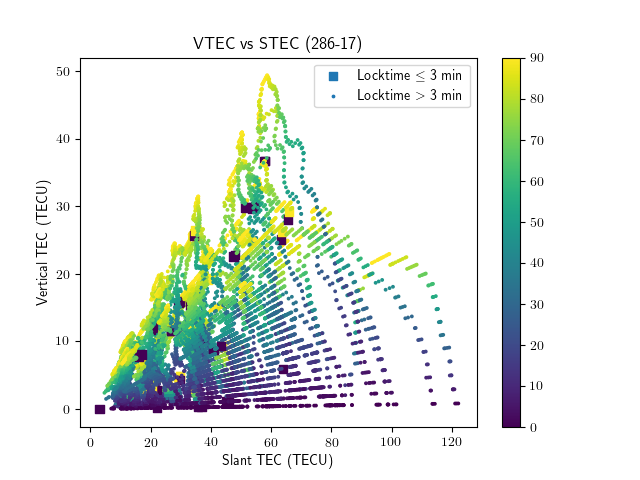 VTEC vs STEC (286-17)
Locktime ≤ 3 min
Locktime > 3 min
50
40
30
20
10
0
Vertical TEC (TECU)
0 20 40 60 80 100 120
Slant TEC (TECU)
90
80
70
60
50
40
30
20
10
0